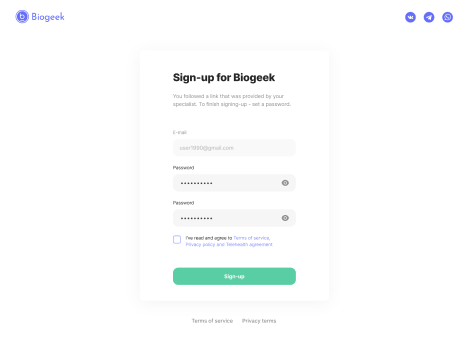 Biogeek
Sign-up for Biogeek
You followed a link that was provided by your
specialist. To finish signing-up - set a password.
E-mail
user1990@gmail.com
Password
Password
I've read and agree to Terms of service,
Privacy policy and Telehealth agreement
Sign-up
Terms of service
Privacy terms